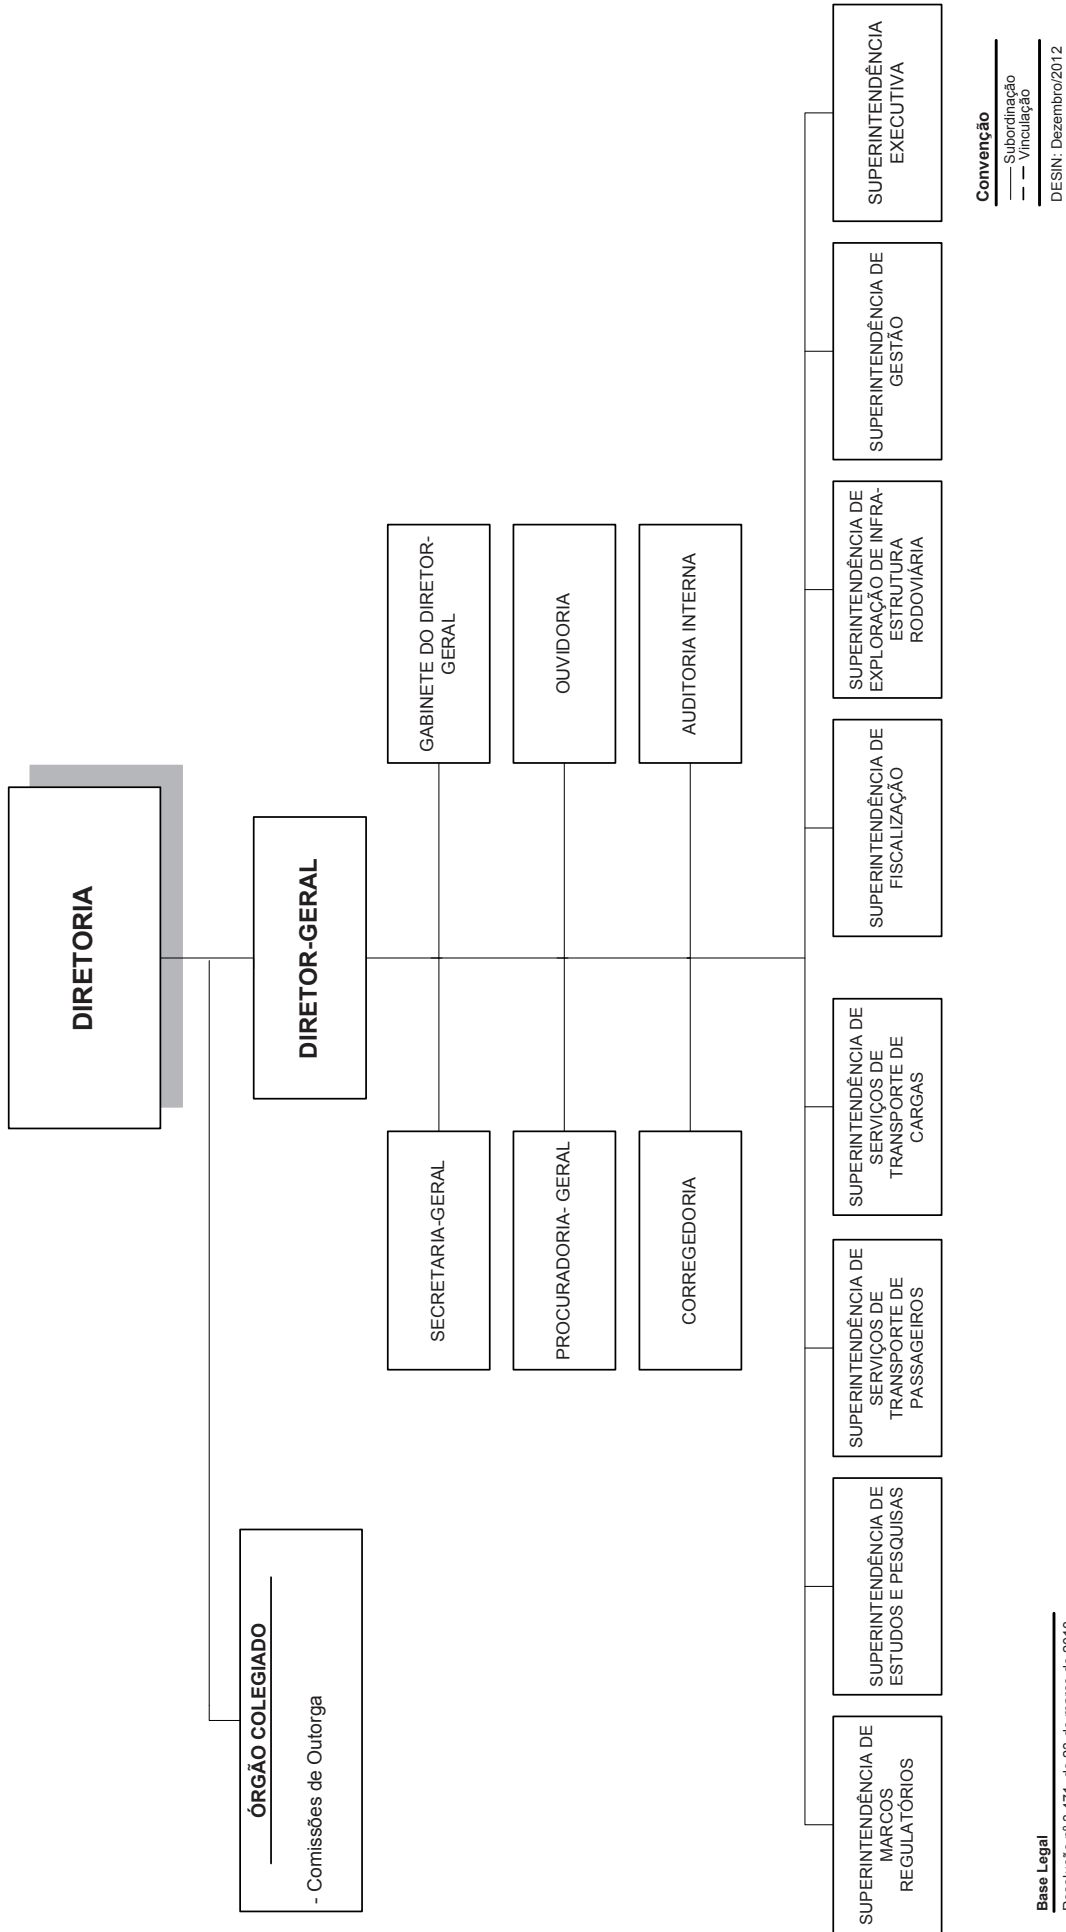 DIRETORIA
ÓRGÃO COLEGIADO
- Comissões de Outorga
DIRETOR-GERAL
SECRETARIA-GERAL
GABINETE DO DIRETOR-
GERAL
PROCURADORIA- GERAL
OUVIDORIA
CORREGEDORIA
AUDITORIA INTERNA
SUPERINTENDÊNCIA DE
MARCOS
REGULATÓRIOS
SUPERINTENDÊNCIA DE
ESTUDOS E PESQUISAS
SUPERINTENDÊNCIA DE
SERVIÇOS DE
TRANSPORTE DE
PASSAGEIROS
SUPERINTENDÊNCIA DE
SERVIÇOS DE
TRANSPORTE DE
CARGAS
SUPERINTENDÊNCIA DE
FISCALIZAÇÃO
SUPERINTENDÊNCIA DE
EXPLORAÇÃO DE INFRA-
ESTRUTURA
RODOVIÁRIA
SUPERINTENDÊNCIA DE
GESTÃO
SUPERINTENDÊNCIA
EXECUTIVA
Base Legal
Convenção
Subordinação
Vinculação
DESIN: Dezembro/2012